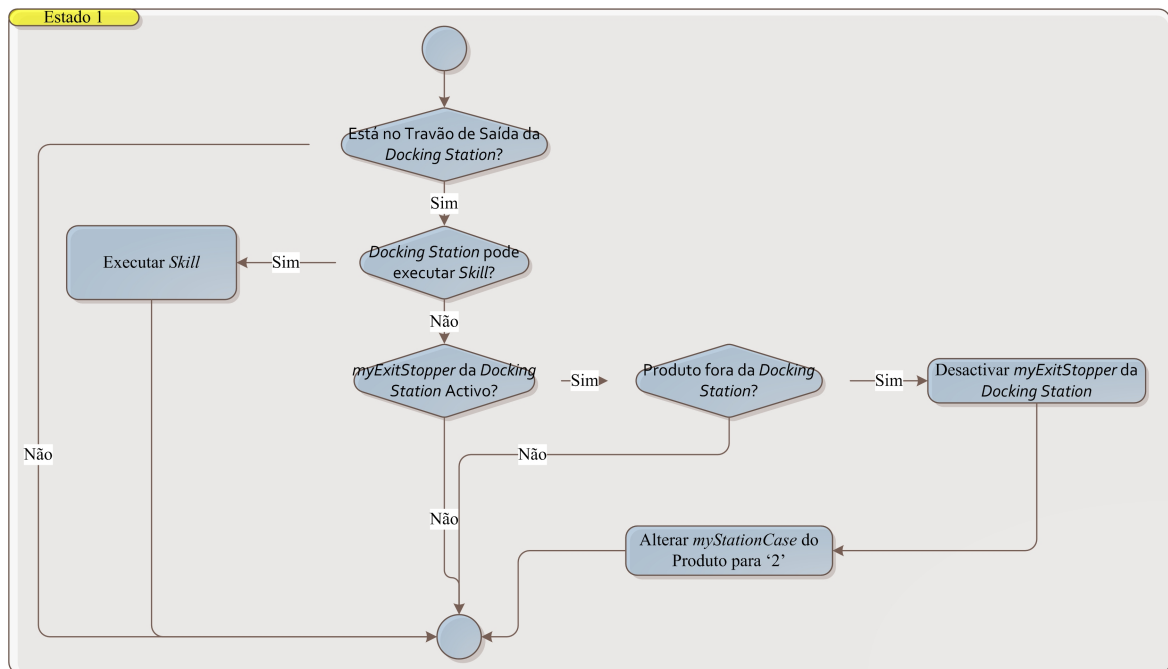 Estado 1
Está no Travão de Saída da
Docking Station?
Sim
Docking Station pode
executar Skill?
Sim
Executar Skill
Não
myExitStopper da Docking
Station Activo?
Sim
Produto fora da Docking
Station?
Sim
Desactivar myExitStopper da
Docking Station
Não
Não
Não
Alterar myStationCase do
Produto para ‘2’